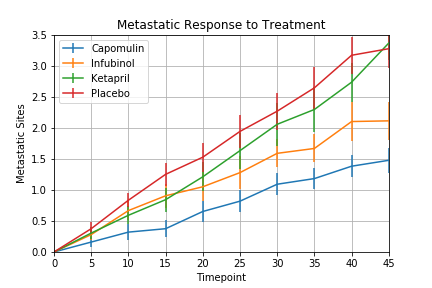 Metastatic Response to Treatment
3.5
3.0
2.5
2.0
1.5
1.0
0.5
0.0
Metastatic Sites
Capomulin
Infubinol
Ketapril
Placebo
0 5 10 15 20 25 30 35 40 45
Timepoint